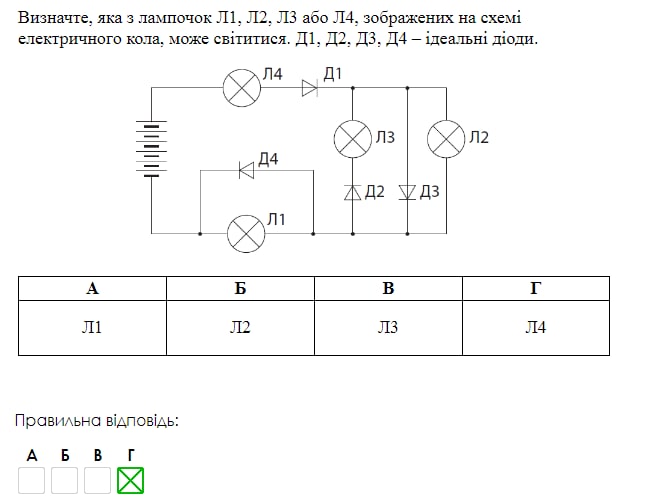 Визначте, яка з лампочок Л1, Л2, Л3 або Л4, зображених на схемі
електричного кола, може світитися. Д1, Д2, Д3, Д4 – ідеальні діоди.
Л4 Д1
Л3 Л2
Д4
Д2 Д3
Л1
А Б В Г
Л1 Л2 Л3 Л4
Правильна відповідь:
А Б В Г